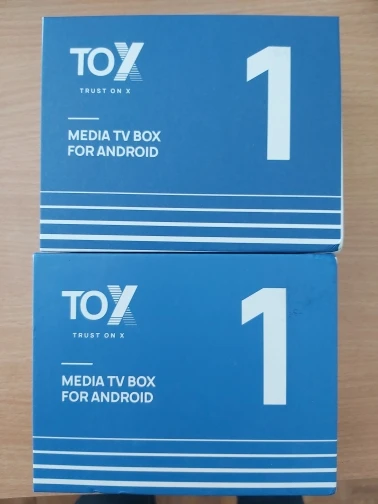 TOX
TRUST ON X
1
MEDIA TV BOX
FOR ANDROID
TOX
TRUST ON X
1
MEDIA TV BOX
FOR ANDROID